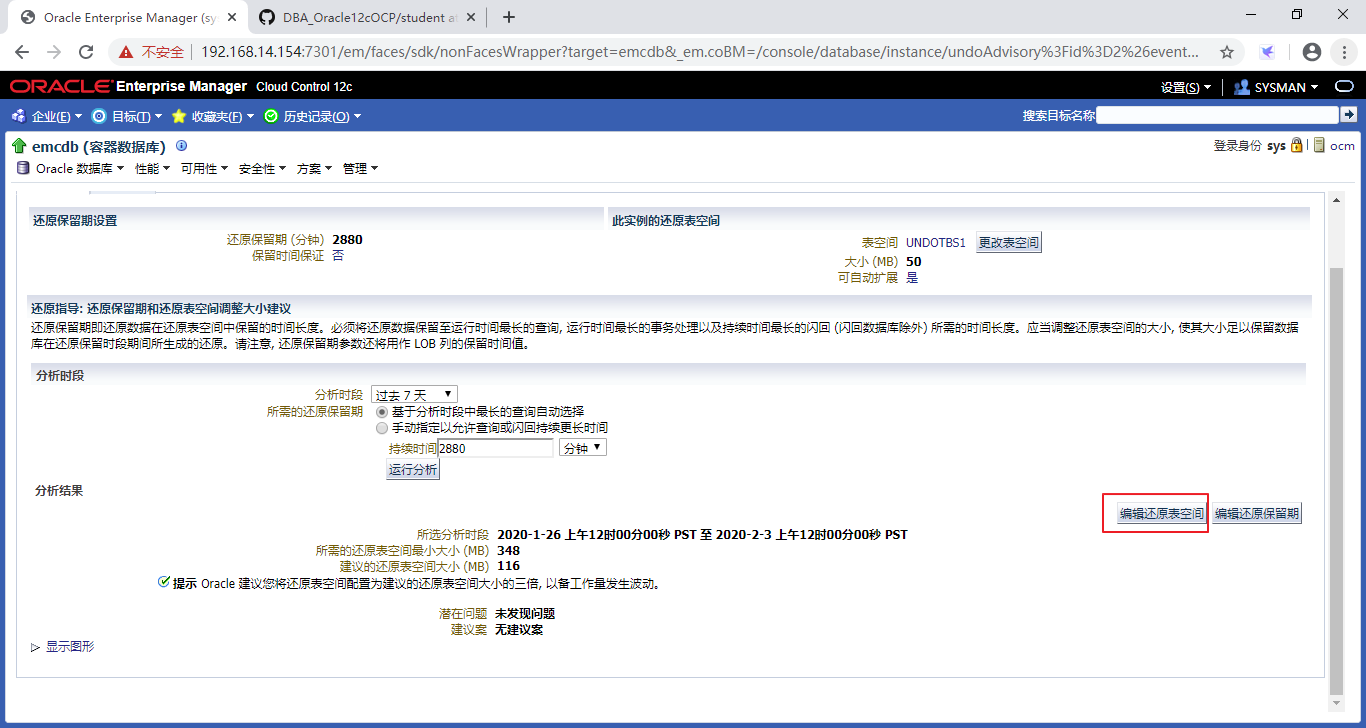 Oracle Enterprise Manager (sy
DBA_Oracle12cOCP/student a
不安全
192.168.14.154:7301/em/faces/sdk/nonFacesWrapper?target=emcdb&_em.coBM=/console/database/instance/undoAdvisory%3Fid%3D2%26event...
ORACLE Enterprise Manager Cloud Control 12c
设置(S)
SYSMAN
企业(E) 目标(T) 收藏夹(F) 历史记录(O)
搜索目标名称
emcdb (容器数据库)
登录身份 sys
ocm
Oracle 数据库 性能 可用性 安全性 方案 管理
还原保留期设置
还原保留期 (分钟) 2880
保留时间保证 否
此实例的还原表空间
表空间 UNDOTBS1 更改表空间
大小 (MB) 50
可自动扩展 是
还原指导: 还原保留期和还原表空间调整大小建议
还原保留期即还原数据在还原表空间中保留的时间长度。必须将还原数据保留至运行时间最长的查询, 运行时间最长的事务处理以及持续时间最长的闪回 (闪回数据库除外) 所需的时间长度。应当调整还原表空间的大小, 使其大小足以保留数据
库在还原保留时段期间所生成的还原。请注意, 还原保留期参数还将用作 LOB 列的保留时间值。
分析时段
分析时段 过去 7 天
所需的还原保留期 基于分析时段中最长的查询自动选择
手动指定以允许查询或闪回持续更长时间
持续时间 2880 分钟
运行分析
分析结果
编辑还原表空间 编辑还原保留期
所选分析时段 2020-1-26 上午12时00分00秒 PST 至 2020-2-3 上午12时00分00秒 PST
所需的还原表空间最小大小 (MB) 348
建议的还原表空间大小 (MB) 116
提示 Oracle 建议您将还原表空间配置为建议的还原表空间大小的三倍, 以备工作量发生波动。
潜在问题 未发现问题
建议案 无建议案
显示图形